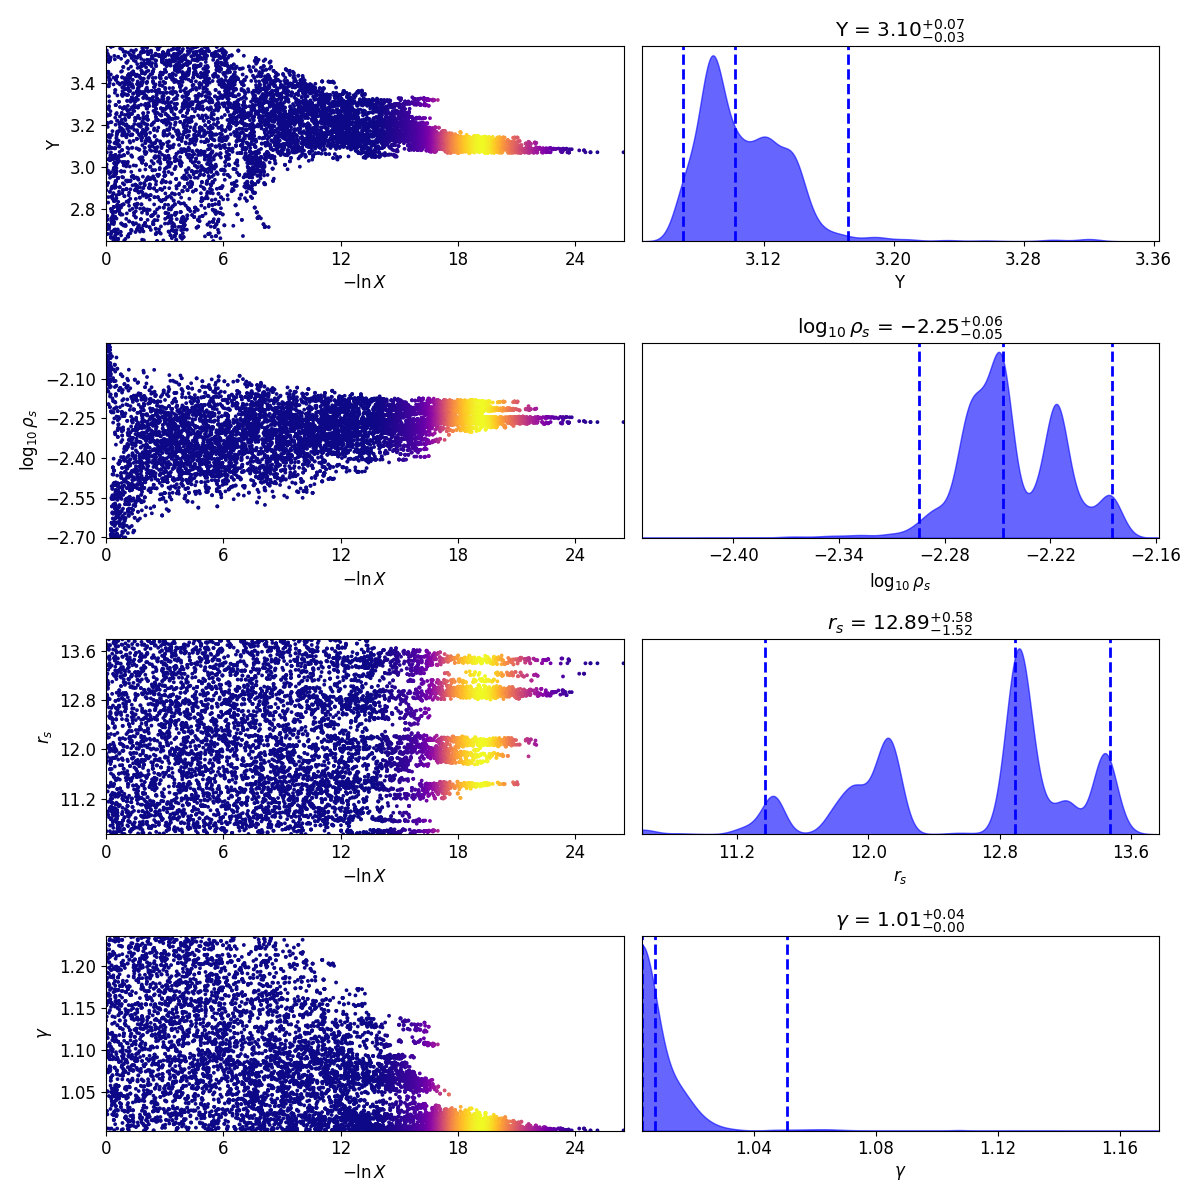 Y = 3.10^{+0.07}_{-0.03}
3.4
3.2
3.0
2.8
Y
0 6 12 18 24
−ln X
3.12 3.20 3.28 3.36
Y
log₁₀ ρₛ = −2.25^{+0.06}_{-0.05}
−2.10
−2.25
−2.40
−2.55
−2.70
log₁₀ ρₛ
0 6 12 18 24
−ln X
−2.40 −2.34 −2.28 −2.22 −2.16
log₁₀ ρₛ
rₛ = 12.89^{+0.58}_{-1.52}
13.6
12.8
12.0
11.2
rₛ
0 6 12 18 24
−ln X
11.2 12.0 12.8 13.6
rₛ
γ = 1.01^{+0.04}_{-0.00}
1.20
1.15
1.10
1.05
γ
0 6 12 18 24
−ln X
1.04 1.08 1.12 1.16
γ